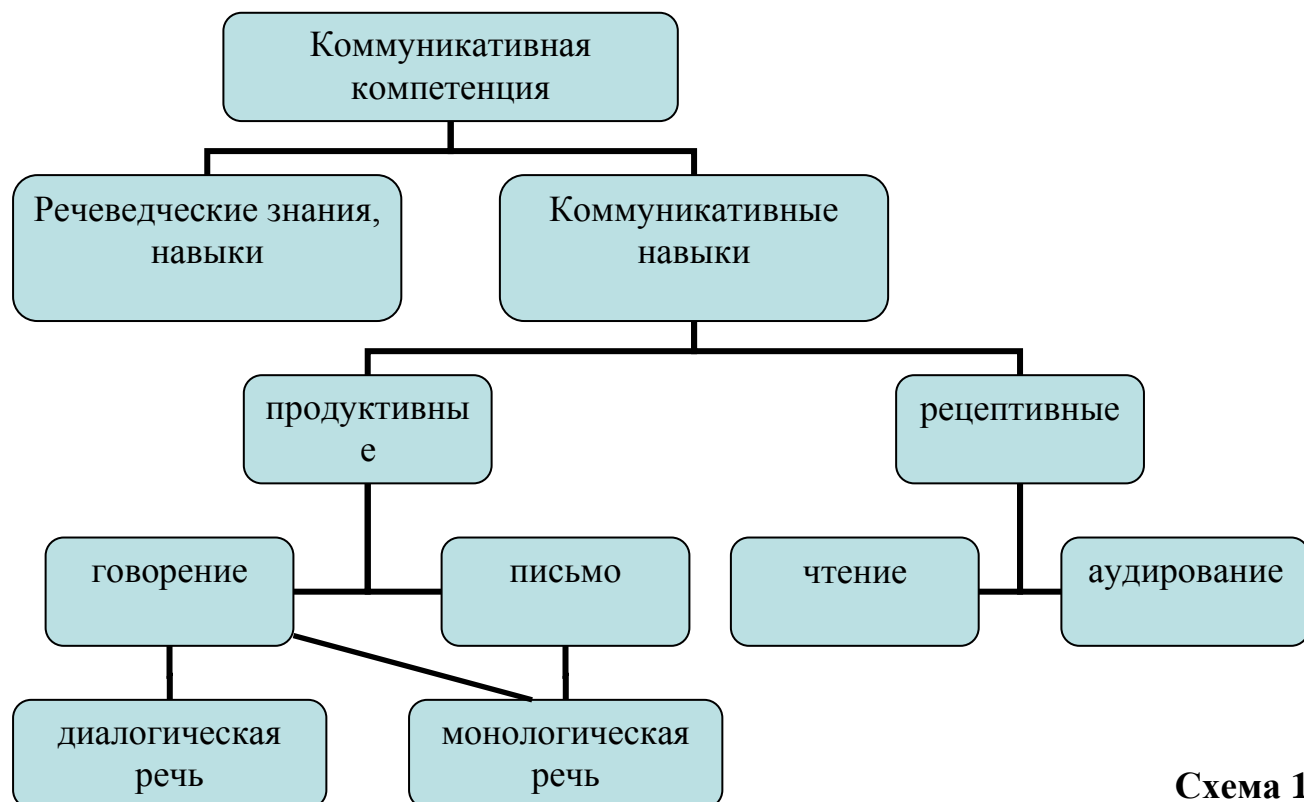 Коммуникативная
компетенция
Речеведческие знания,
навыки
Коммуникативные
навыки
продуктивны
е
рецептивные
говорение
письмо
чтение
аудирование
диалогическая
речь
монологическая
речь
Схема 1